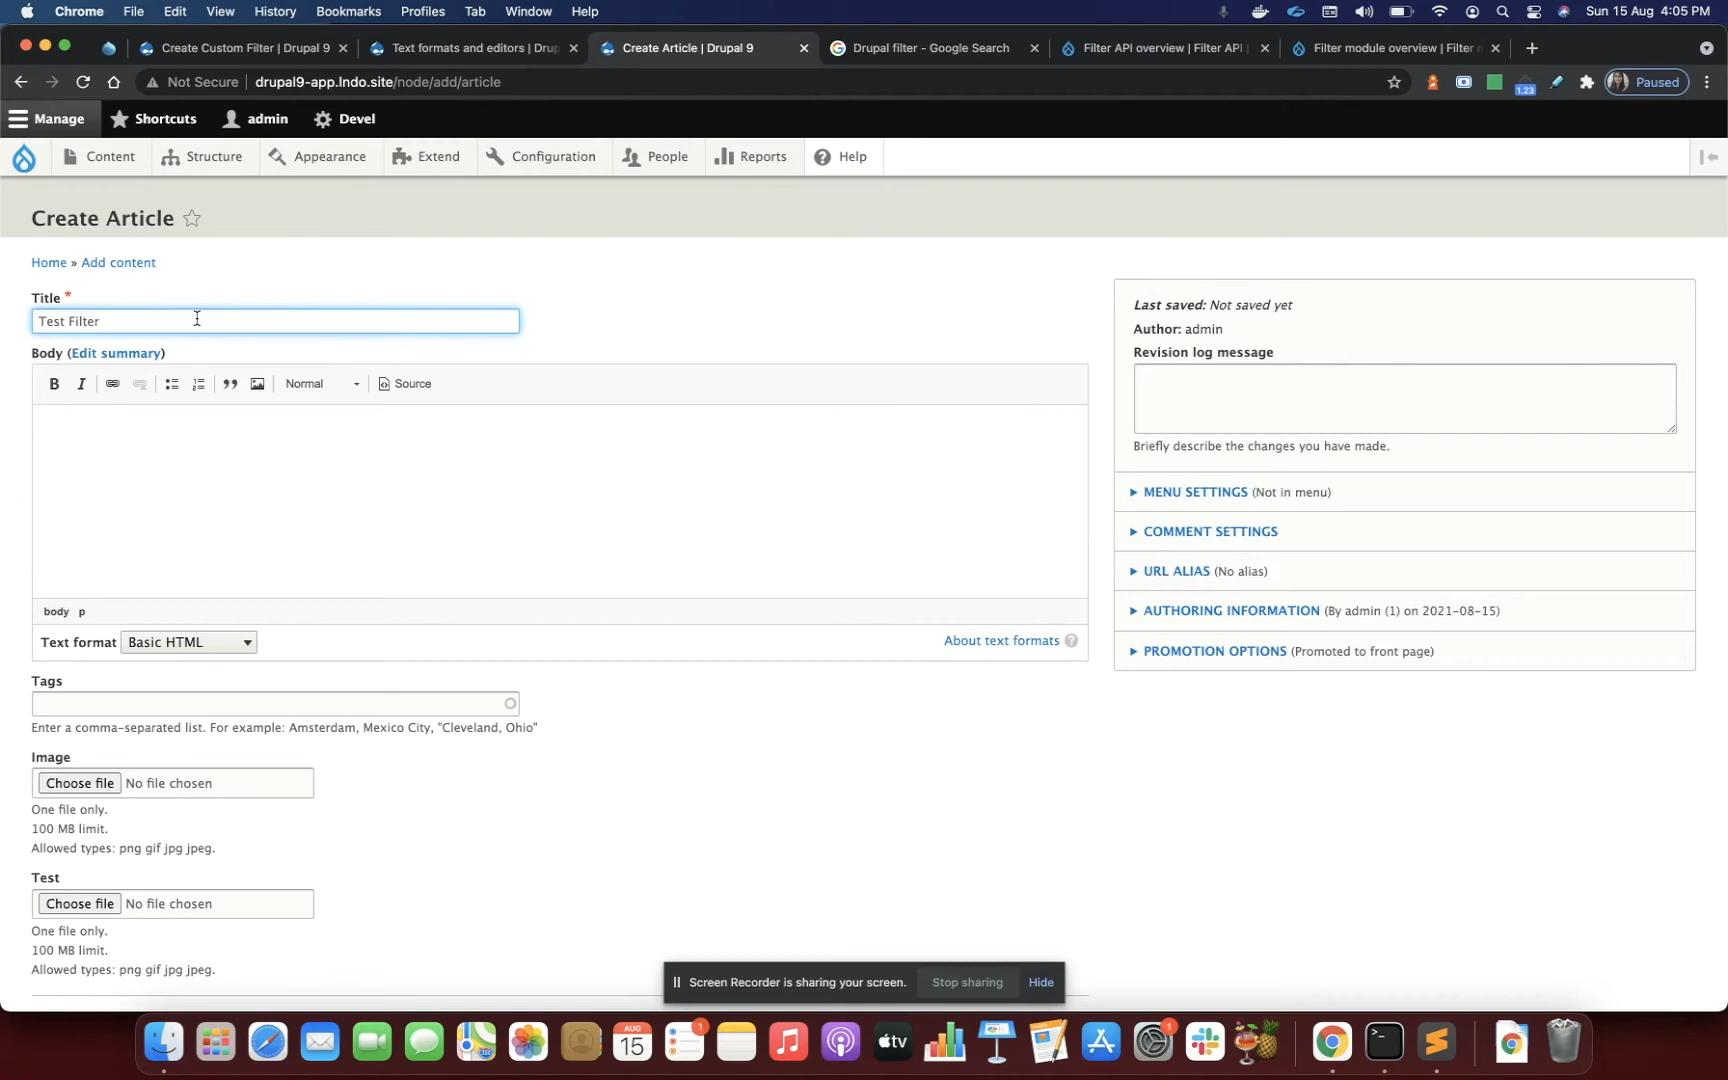 Chrome File Edit View History Bookmarks Profiles Tab Window Help Sun 15 Aug 4:05 PM
Create Custom Filter | Drupal 9 Text formats and editors | Drup Create Article | Drupal 9 Drupal filter - Google Search Filter API overview | Filter API Filter module overview | Filter
Not Secure drupal9-app.lndo.site/node/add/article 1.23 Paused
Manage Shortcuts admin Devel
Content Structure Appearance Extend Configuration People Reports Help
Create Article
Home » Add content
Title *
Test Filter
Body (Edit summary)
B I Normal Source
body p
Text format Basic HTML About text formats ?
Tags
Enter a comma-separated list. For example: Amsterdam, Mexico City, "Cleveland, Ohio"
Image
Choose file No file chosen
One file only.
100 MB limit.
Allowed types: png gif jpg jpeg.
Test
Choose file No file chosen
One file only.
100 MB limit.
Allowed types: png gif jpg jpeg.
Last saved: Not saved yet
Author: admin
Revision log message
Briefly describe the changes you have made.
MENU SETTINGS (Not in menu)
COMMENT SETTINGS
URL ALIAS (No alias)
AUTHORING INFORMATION (By admin (1) on 2021-08-15)
PROMOTION OPTIONS (Promoted to front page)
Screen Recorder is sharing your screen. Stop sharing Hide
AUG
15
1
tv
1